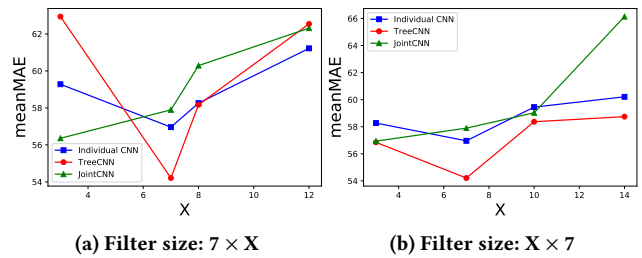 meanMAE
62
60
58
56
54
Individual CNN
TreeCNN
JointCNN
4
6
8
10
12
X
(a) Filter size: 7 × X
meanMAE
66
64
62
60
58
56
54
Individual CNN
TreeCNN
JointCNN
4
6
8
10
12
14
X
(b) Filter size: X × 7